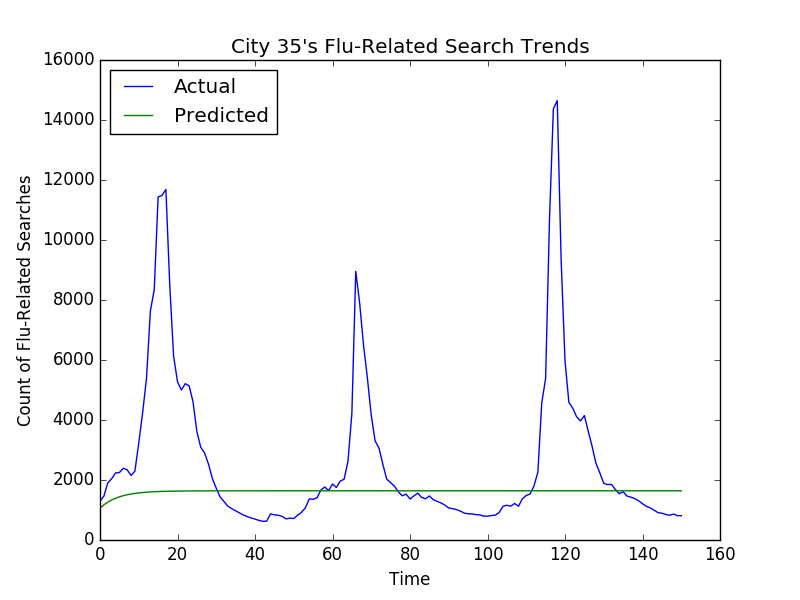 City 35's Flu-Related Search Trends
Actual
Predicted
16000
14000
12000
10000
8000
6000
4000
2000
0
Count of Flu-Related Searches
0 20 40 60 80 100 120 140 160
Time